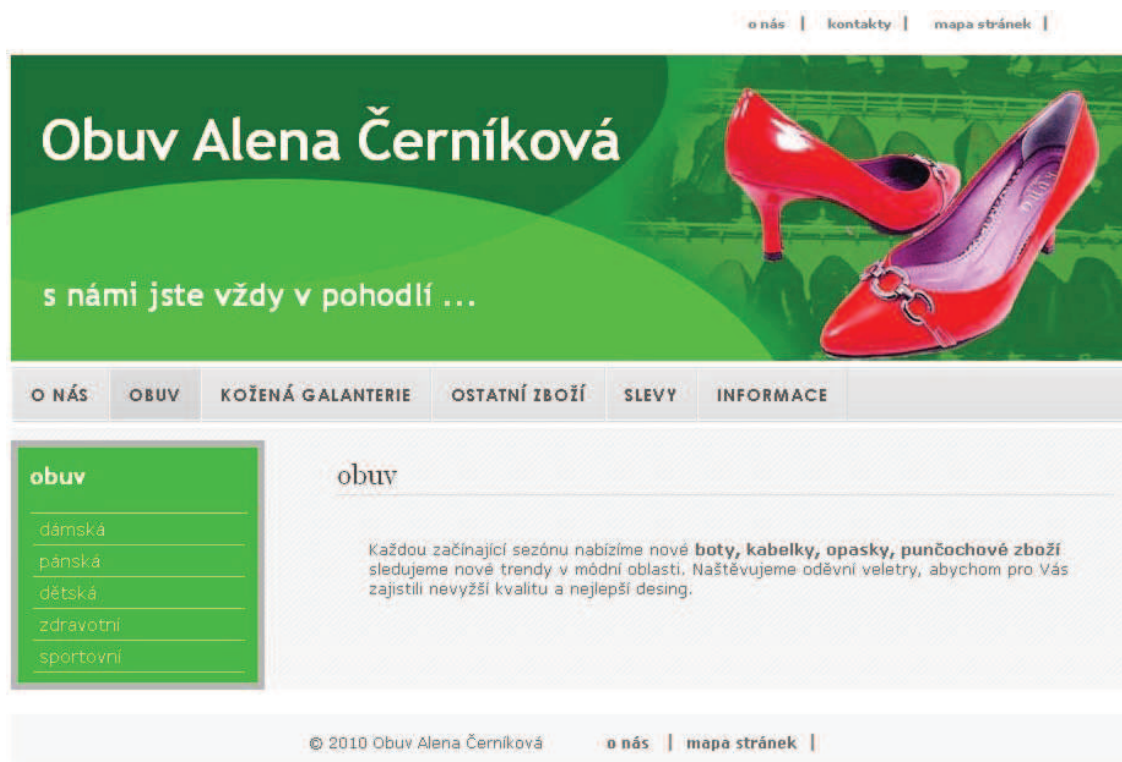 o nás | kontakty | mapa stránek |
Obuv Alena Černíková
s námi jste vždy v pohodlí ...
O NÁS OBUV KOŽENÁ GALANTERIE OSTATNÍ ZBOŽÍ SLEVY INFORMACE
obuv
dámská
pánská
dětská
zdravotní
sportovní
obuv
Každou začínající sezónu nabízíme nové boty, kabelky, opasky, punčochové zboží
sledujeme nové trendy v módní oblasti. Naštěvujeme oděvní veletry, abychom pro Vás
zajistili nevyžší kvalitu a nejlepší desing.
© 2010 Obuv Alena Černíková o nás | mapa stránek |